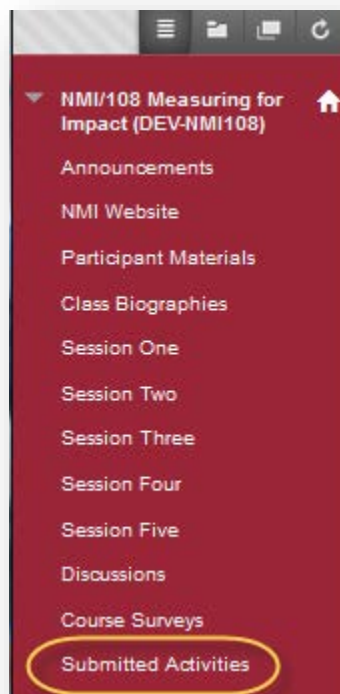 NMI/108 Measuring for
Impact (DEV-NMI108)
Announcements
NMI Website
Participant Materials
Class Biographies
Session One
Session Two
Session Three
Session Four
Session Five
Discussions
Course Surveys
Submitted Activities